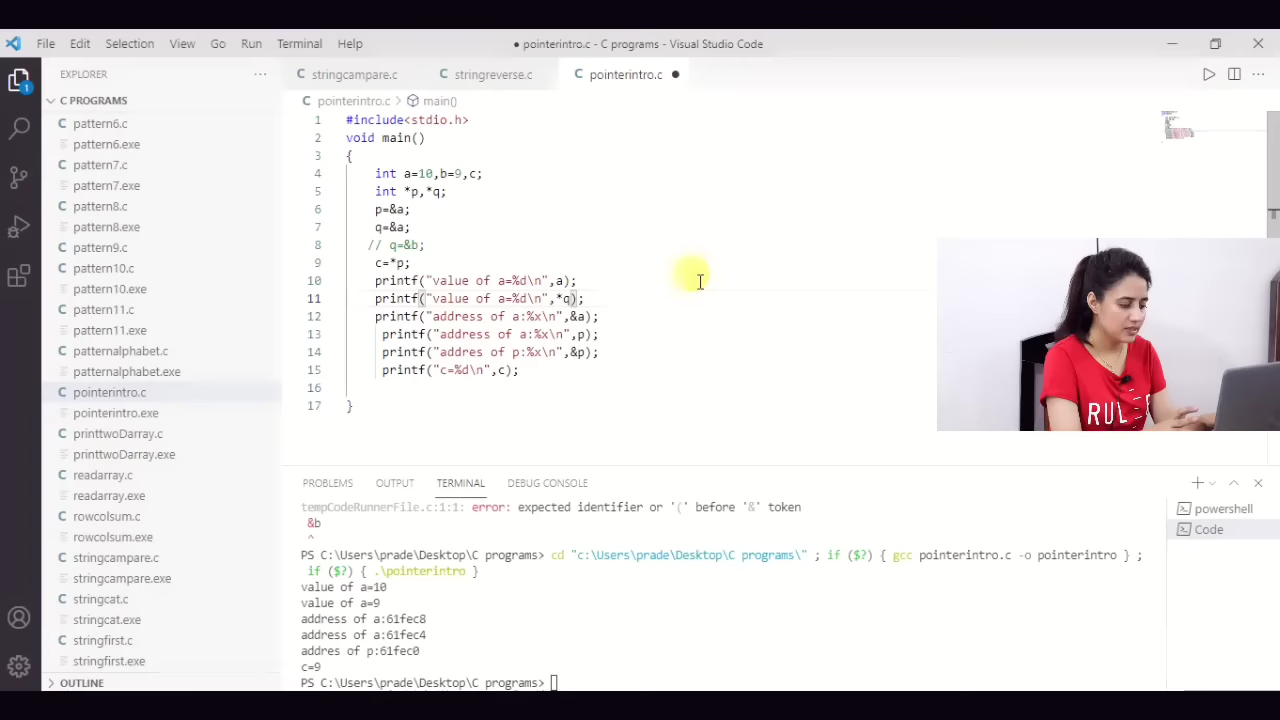 File Edit Selection View Go Run Terminal Help
● pointerintro.c - C programs - Visual Studio Code
EXPLORER ···
C stringcampare.c C stringreverse.c C pointerintro.c ●
1
C PROGRAMS
C pattern6.c
pattern6.exe
C pattern7.c
pattern7.exe
C pattern8.c
pattern8.exe
C pattern9.c
C pattern10.c
pattern10.exe
C pattern11.c
pattern11.exe
C patternalphabet.c
patternalphabet.exe
C pointerintro.c
pointerintro.exe
C printtwoDarray.c
printtwoDarray.exe
C readarray.c
readarray.exe
C rowcolsum.c
rowcolsum.exe
C stringcampare.c
stringcampare.exe
C stringcat.c
stringcat.exe
C stringfirst.c
stringfirst.exe
OUTLINE
C pointerintro.c > main()
1 #include<stdio.h>
2 void main()
3 {
4 int a=10,b=9,c;
5 int *p,*q;
6 p=&a;
7 q=&a;
8 // q=&b;
9 c=*p;
10 printf("value of a=%d\n",a);
11 printf("value of a=%d\n",*q);
12 printf("address of a:%x\n",&a);
13 printf("address of a:%x\n",p);
14 printf("addres of p:%x\n",&p);
15 printf("c=%d\n",c);
16
17 }
RUL
PROBLEMS OUTPUT TERMINAL DEBUG CONSOLE
tempCodeRunnerFile.c:1:1: error: expected identifier or '(' before '&' token
&b
^
PS C:\Users\prade\Desktop\C programs> cd "c:\Users\prade\Desktop\C programs\" ; if ($?) { gcc pointerintro.c -o pointerintro } ;
if ($?) { .\pointerintro }
value of a=10
value of a=9
address of a:61fec8
address of a:61fec4
addres of p:61fec0
c=9
PS C:\Users\prade\Desktop\C programs>
powershell
Code